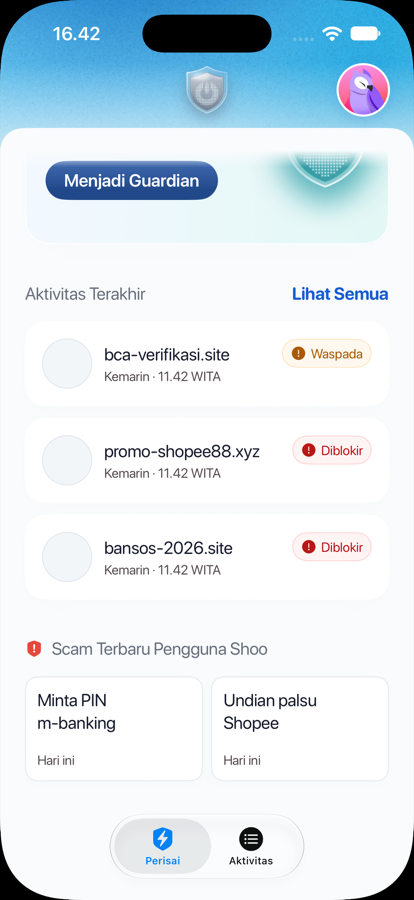 16.42
Menjadi Guardian
Aktivitas Terakhir
Lihat Semua
bca-verifikasi.site
Waspada
Kemarin · 11.42 WITA
promo-shopee88.xyz
Diblokir
Kemarin · 11.42 WITA
bansos-2026.site
Diblokir
Kemarin · 11.42 WITA
Scam Terbaru Pengguna Shoo
Minta PIN
m-banking
Hari ini
Undian palsu
Shopee
Hari ini
Perisai
Aktivitas